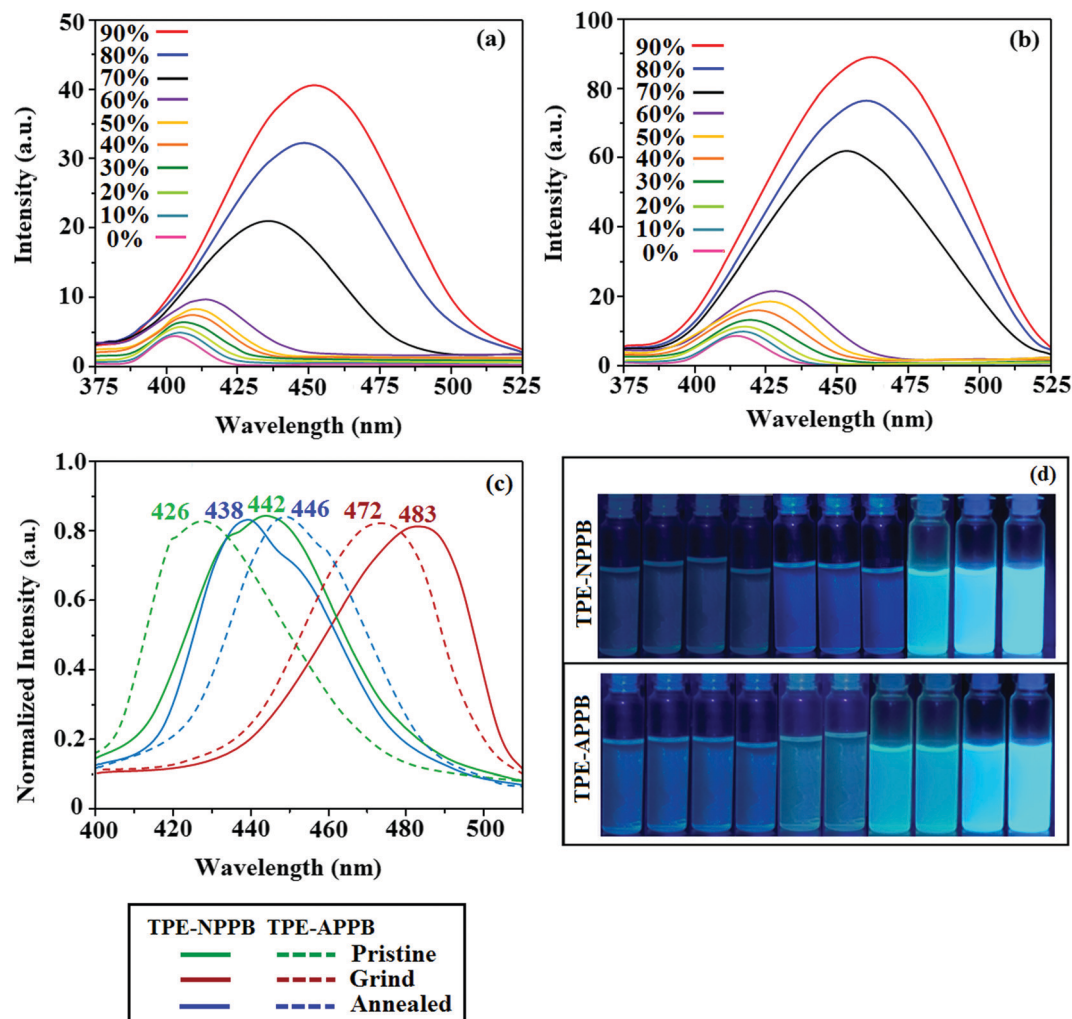 (a)
50
40
30
20
10
0
Intensity (a.u.)
90%
80%
70%
60%
50%
40%
30%
20%
10%
0%
375 400 425 450 475 500 525
Wavelength (nm)
(b)
100
80
60
40
20
0
Intensity (a.u.)
90%
80%
70%
60%
50%
40%
30%
20%
10%
0%
375 400 425 450 475 500 525
Wavelength (nm)
(c)
1.0
0.8
0.6
0.4
0.2
0
Normalized Intensity (a.u.)
426 438 442 446 472 483
400 420 440 460 480 500
Wavelength (nm)
(d)
TPE-NPPB
TPE-APPB
TPE-NPPB TPE-APPB
Pristine
Grind
Annealed